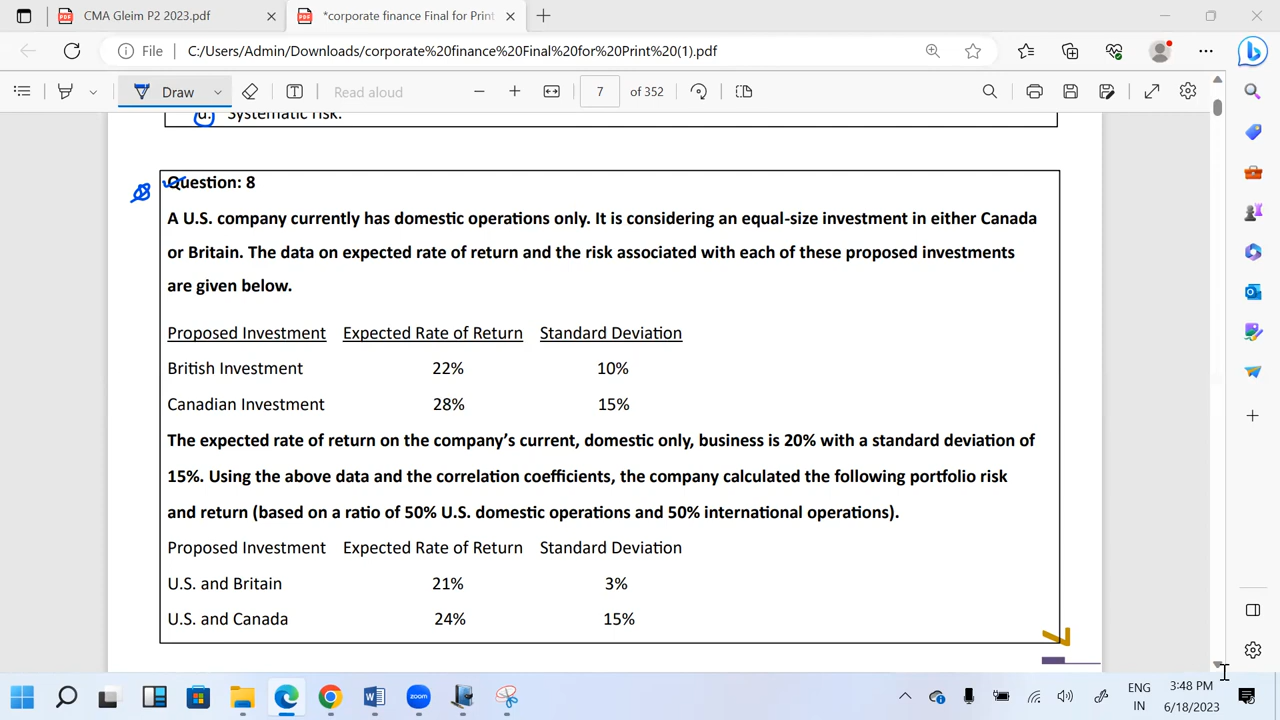 CMA Gleim P2 2023.pdf
*corporate finance Final for Print
File
C:/Users/Admin/Downloads/corporate%20finance%20Final%20for%20Print%20(1).pdf
Draw
Read aloud
7
of 352
d. Systematic risk.
Question: 8
A U.S. company currently has domestic operations only. It is considering an equal-size investment in either Canada
or Britain. The data on expected rate of return and the risk associated with each of these proposed investments
are given below.
Proposed Investment Expected Rate of Return Standard Deviation
British Investment 22% 10%
Canadian Investment 28% 15%
The expected rate of return on the company’s current, domestic only, business is 20% with a standard deviation of
15%. Using the above data and the correlation coefficients, the company calculated the following portfolio risk
and return (based on a ratio of 50% U.S. domestic operations and 50% international operations).
Proposed Investment Expected Rate of Return Standard Deviation
U.S. and Britain 21% 3%
U.S. and Canada 24% 15%
zoom
ENG
IN
3:48 PM
6/18/2023